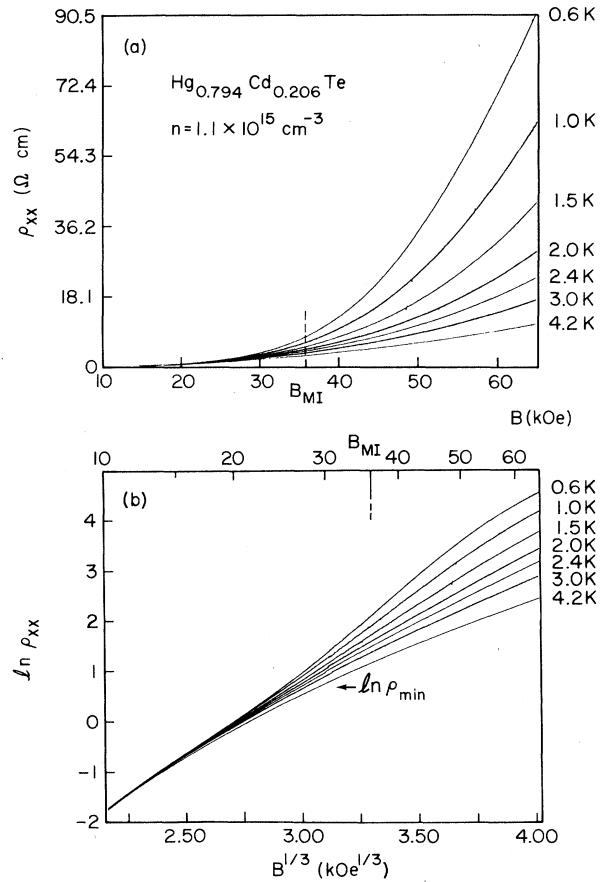 90.5
0.6 K
(a)
Hg0.794 Cd0.206 Te
n = 1.1 × 10^15 cm^-3
72.4
1.0 K
54.3
ρxx (Ω cm)
36.2
1.5 K
2.0 K
2.4 K
18.1
3.0 K
4.2 K
0
10 20 30 BMI 40 50 60
B (kOe)
BMI
10 20 30 40 50 60
(b)
0.6 K
1.0 K
1.5 K
2.0 K
2.4 K
3.0 K
4.2 K
4
3
2
ln ρxx
1
ln ρmin
0
-1
-2
2.50 3.00 3.50 4.00
B^1/3 (kOe^1/3)